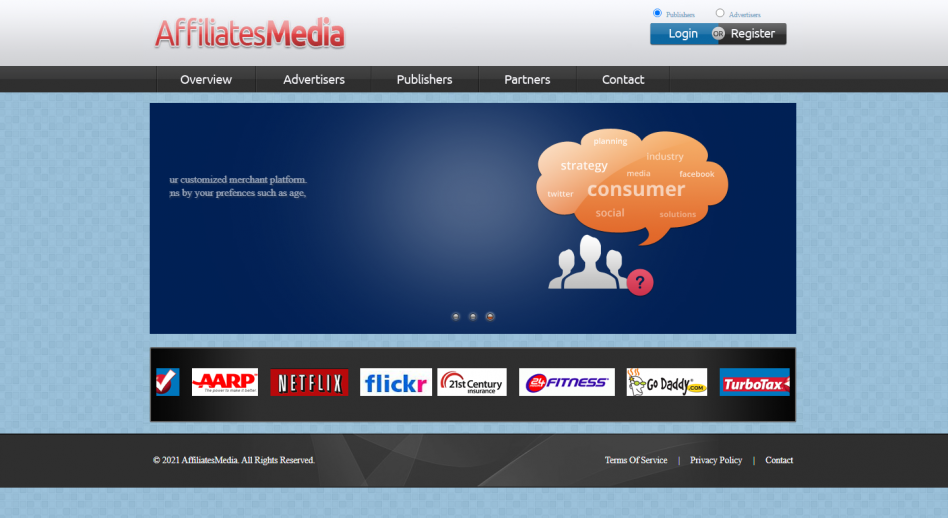 Publishers Advertisers
AffiliatesMedia
Login OR Register
Overview Advertisers Publishers Partners Contact
planning
strategy industry
media facebook
twitter consumer
social solutions
ur customized merchant platform.
ns by your prefences such as age,
?
AARP NETFLIX flickr 21st Century Insurance 24 FITNESS Go Daddy .COM TurboTax
The power to make it better
© 2021 AffiliatesMedia. All Rights Reserved. Terms Of Service | Privacy Policy | Contact